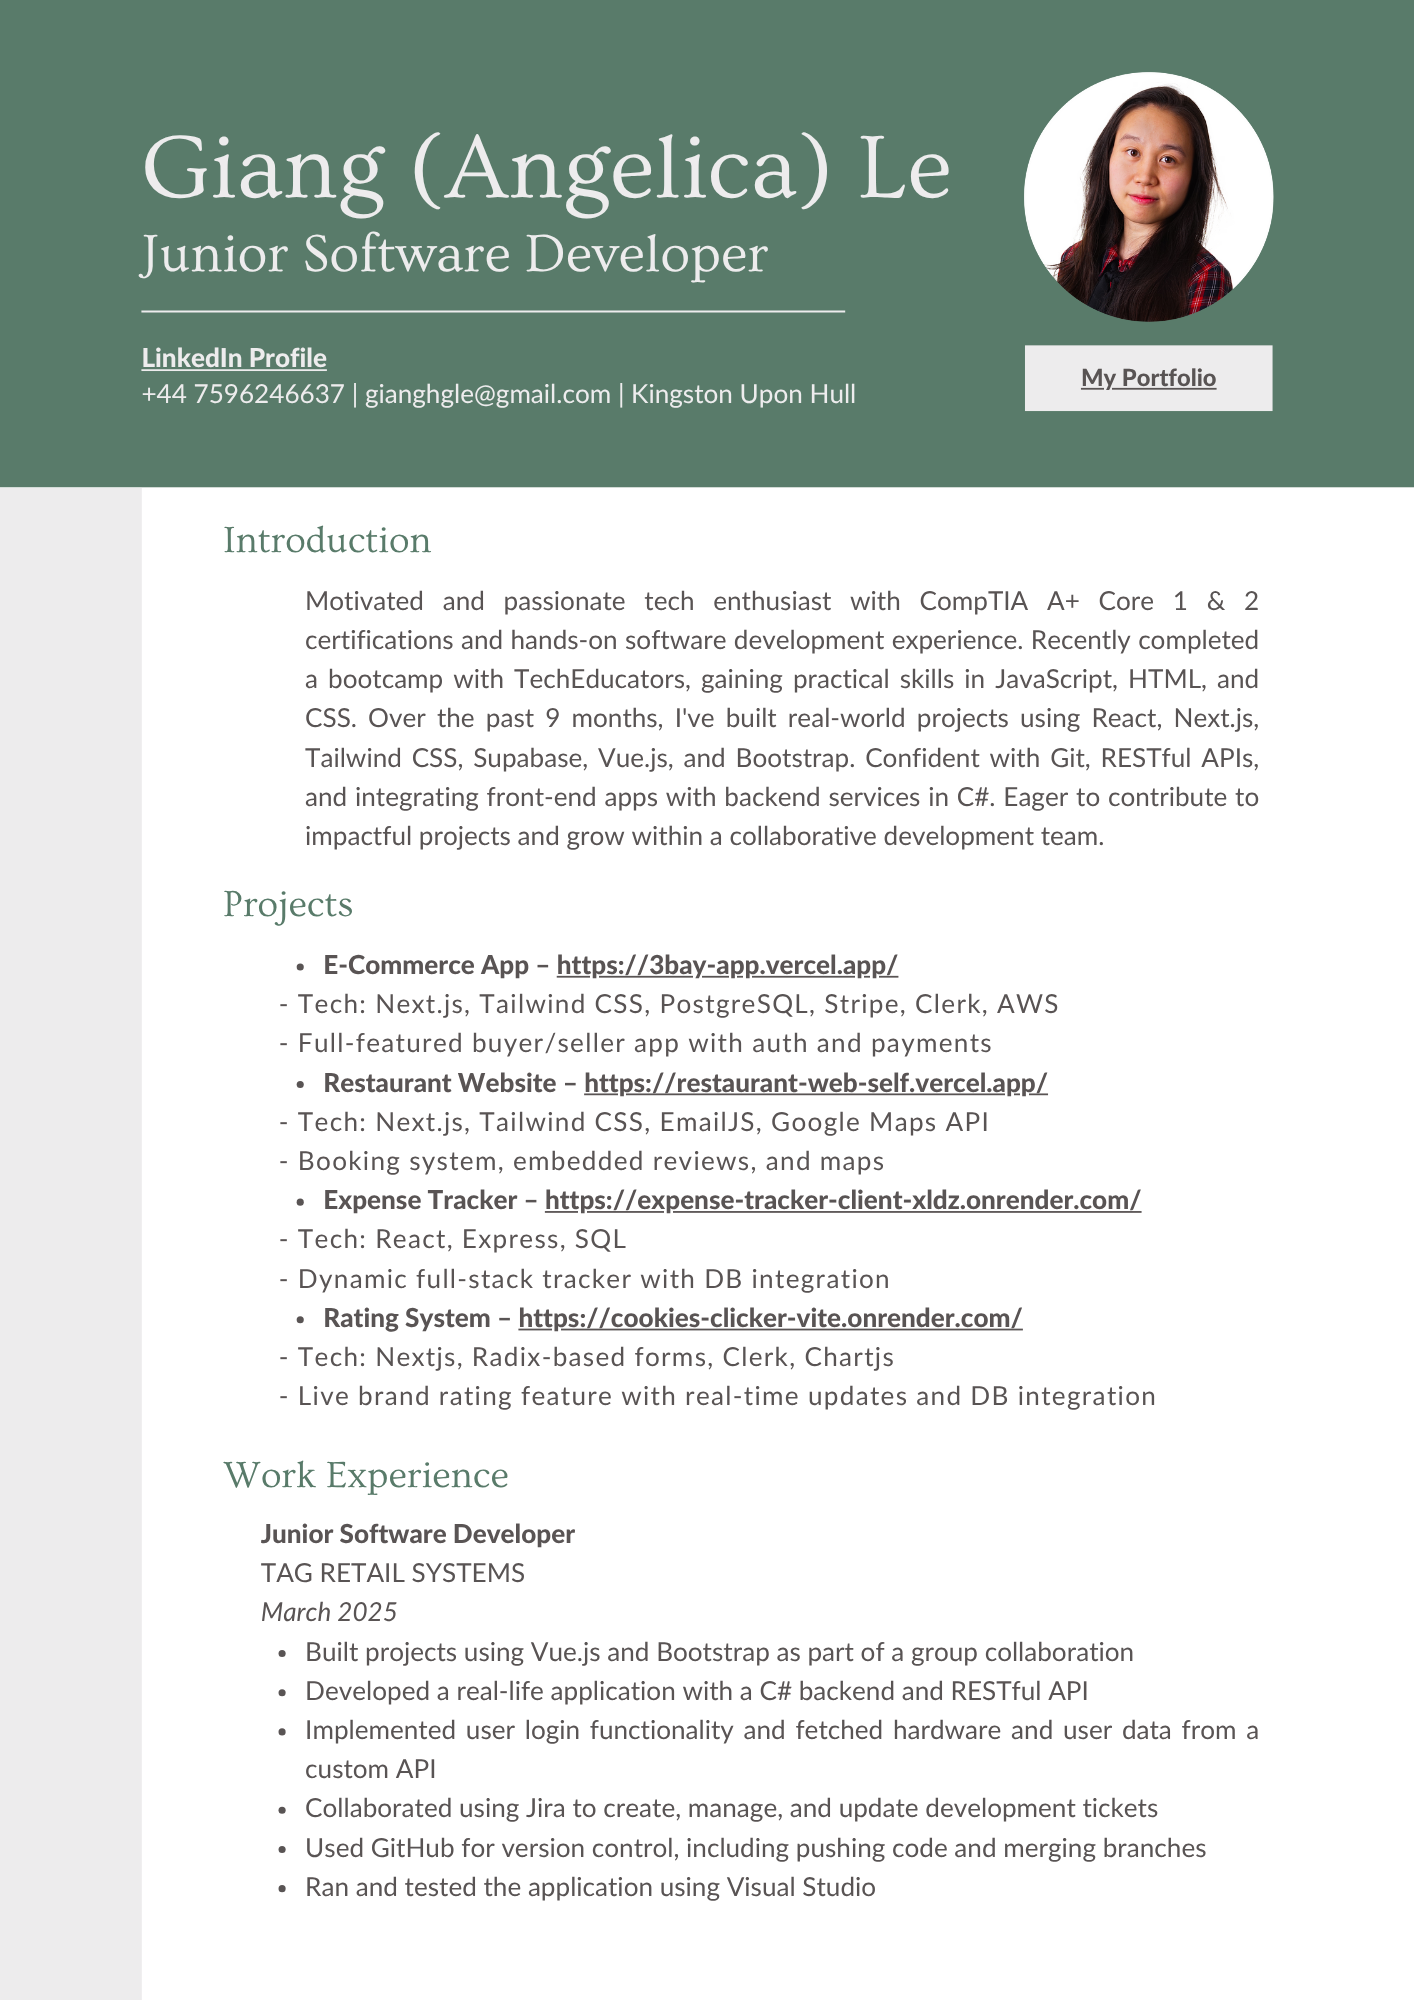 Giang (Angelica) Le
Junior Software Developer
LinkedIn Profile
+44 7596246637 | gianghgle@gmail.com | Kingston Upon Hull
My Portfolio
Introduction
Motivated and passionate tech enthusiast with CompTIA A+ Core 1 & 2
certifications and hands-on software development experience. Recently completed
a bootcamp with TechEducators, gaining practical skills in JavaScript, HTML, and
CSS. Over the past 9 months, I've built real-world projects using React, Next.js,
Tailwind CSS, Supabase, Vue.js, and Bootstrap. Confident with Git, RESTful APIs,
and integrating front-end apps with backend services in C#. Eager to contribute to
impactful projects and grow within a collaborative development team.
Projects
• E-Commerce App – https://3bay-app.vercel.app/
- Tech: Next.js, Tailwind CSS, PostgreSQL, Stripe, Clerk, AWS
- Full-featured buyer/seller app with auth and payments
• Restaurant Website – https://restaurant-web-self.vercel.app/
- Tech: Next.js, Tailwind CSS, EmailJS, Google Maps API
- Booking system, embedded reviews, and maps
• Expense Tracker – https://expense-tracker-client-xldz.onrender.com/
- Tech: React, Express, SQL
- Dynamic full-stack tracker with DB integration
• Rating System – https://cookies-clicker-vite.onrender.com/
- Tech: Nextjs, Radix-based forms, Clerk, Chartjs
- Live brand rating feature with real-time updates and DB integration
Work Experience
Junior Software Developer
TAG RETAIL SYSTEMS
March 2025
• Built projects using Vue.js and Bootstrap as part of a group collaboration
• Developed a real-life application with a C# backend and RESTful API
• Implemented user login functionality and fetched hardware and user data from a
custom API
• Collaborated using Jira to create, manage, and update development tickets
• Used GitHub for version control, including pushing code and merging branches
• Ran and tested the application using Visual Studio